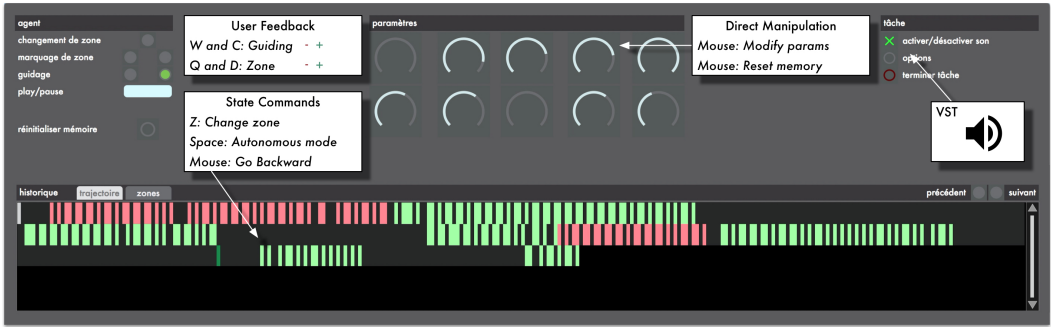 agent
changement de zone
marquage de zone
guidage
play/pause
réinitialiser mémoire
User Feedback
W and C: Guiding - +
Q and D: Zone - +
State Commands
Z: Change zone
Space: Autonomous mode
Mouse: Go Backward
paramètres
Direct Manipulation
Mouse: Modify params
Mouse: Reset memory
tâche
activer/désactiver son
options
terminer tâche
VST
historique trajectoire zones
précédent suivant